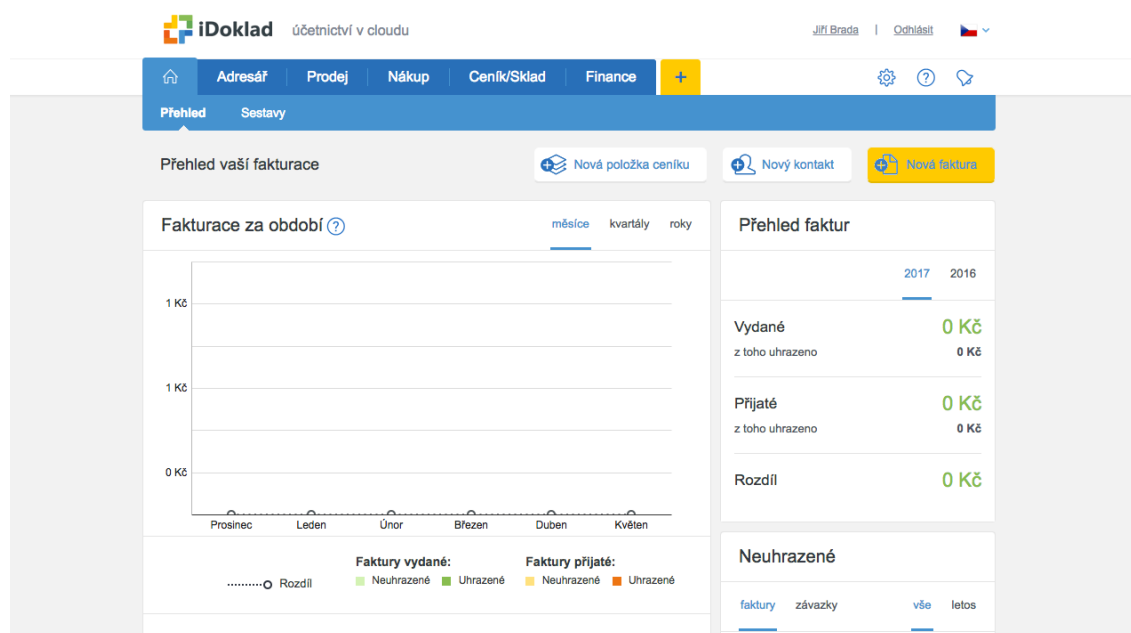 iDoklad účetnictví v cloudu
Jiří Brada | Odhlásit
Adresář Prodej Nákup Ceník/Sklad Finance +
Přehled Sestavy
Přehled vaší fakturace
Nová položka ceníku Nový kontakt Nová faktura
Fakturace za období ?
měsíce kvartály roky
1 Kč
1 Kč
0 Kč
Prosinec Leden Únor Březen Duben Květen
Rozdíl
Faktury vydané:
Neuhrazené Uhrazené
Faktury přijaté:
Neuhrazené Uhrazené
Přehled faktur
2017 2016
Vydané 0 Kč
z toho uhrazeno 0 Kč
Přijaté 0 Kč
z toho uhrazeno 0 Kč
Rozdíl 0 Kč
Neuhrazené
faktury závazky vše letos